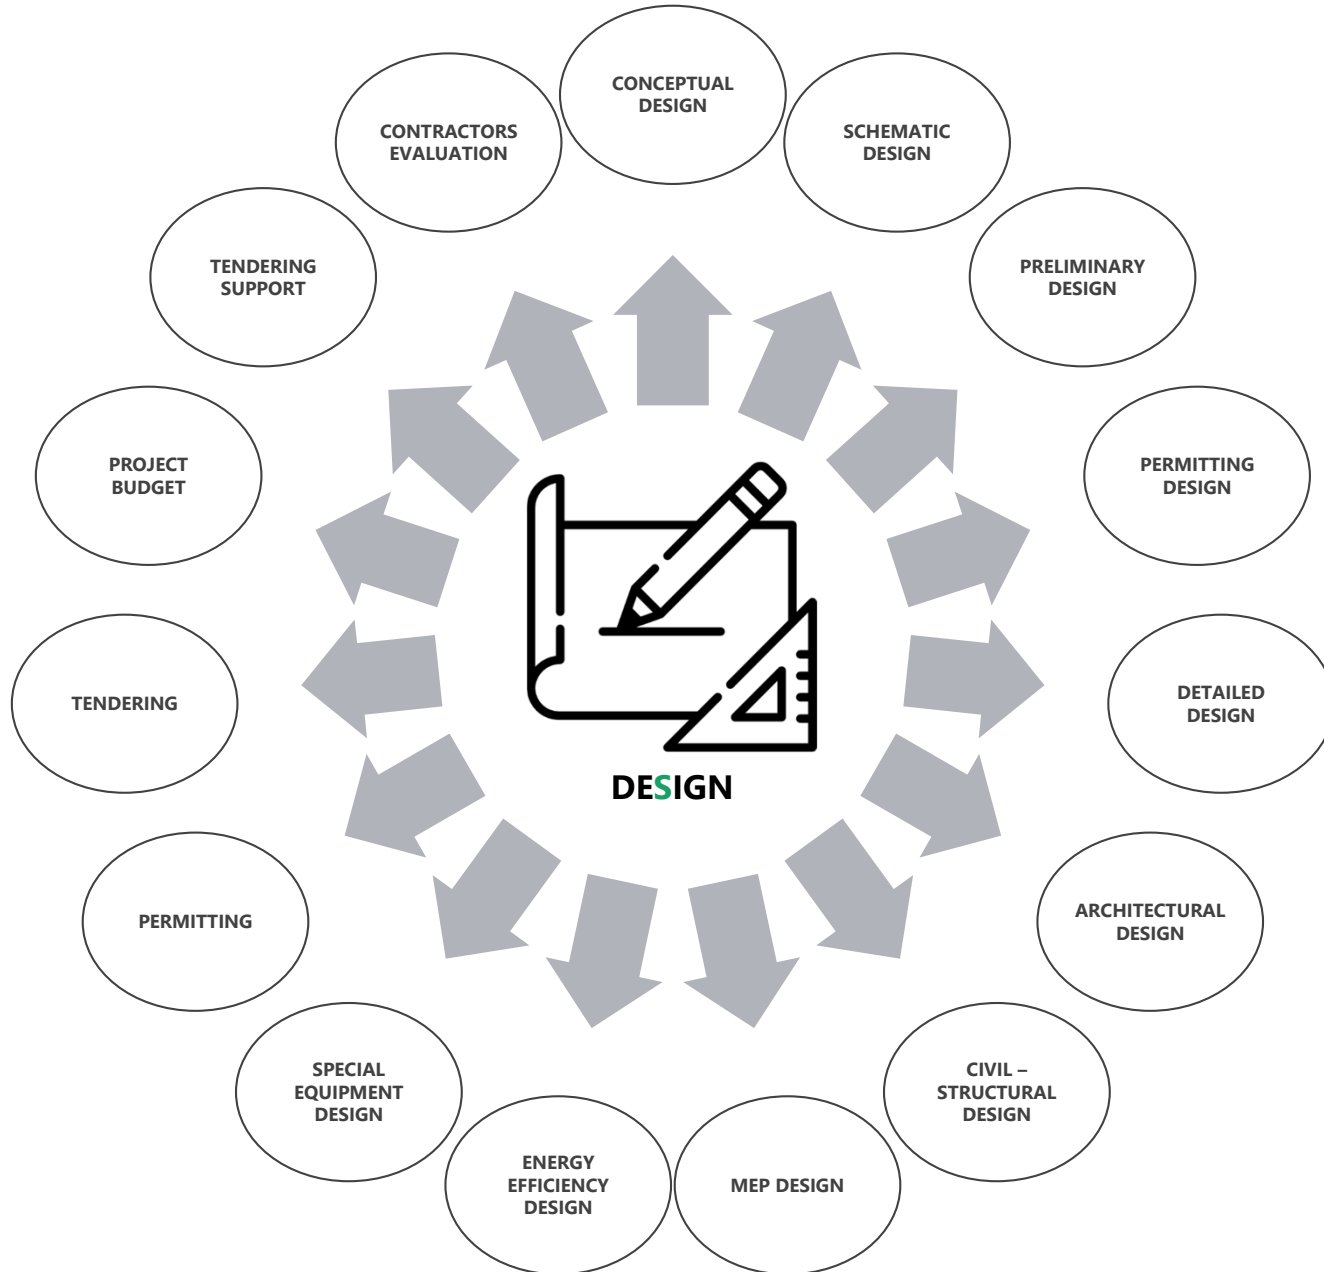 CONCEPTUAL
DESIGN
SCHEMATIC
DESIGN
PRELIMINARY
DESIGN
PERMITTING
DESIGN
DETAILED
DESIGN
ARCHITECTURAL
DESIGN
CIVIL –
STRUCTURAL
DESIGN
MEP DESIGN
ENERGY
EFFICIENCY
DESIGN
SPECIAL
EQUIPMENT
DESIGN
PERMITTING
TENDERING
PROJECT
BUDGET
TENDERING
SUPPORT
CONTRACTORS
EVALUATION
DESIGN